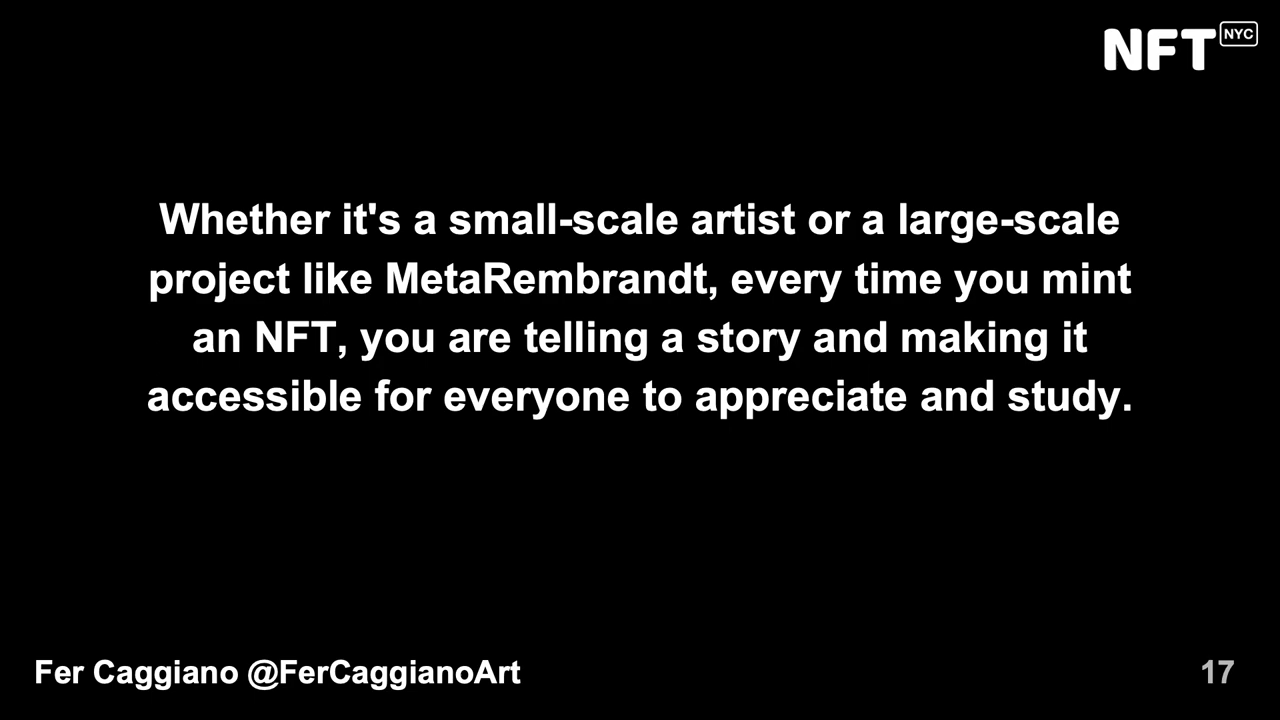 NFT NYC
Whether it's a small-scale artist or a large-scale
project like MetaRembrandt, every time you mint
an NFT, you are telling a story and making it
accessible for everyone to appreciate and study.
Fer Caggiano @FerCaggianoArt
17